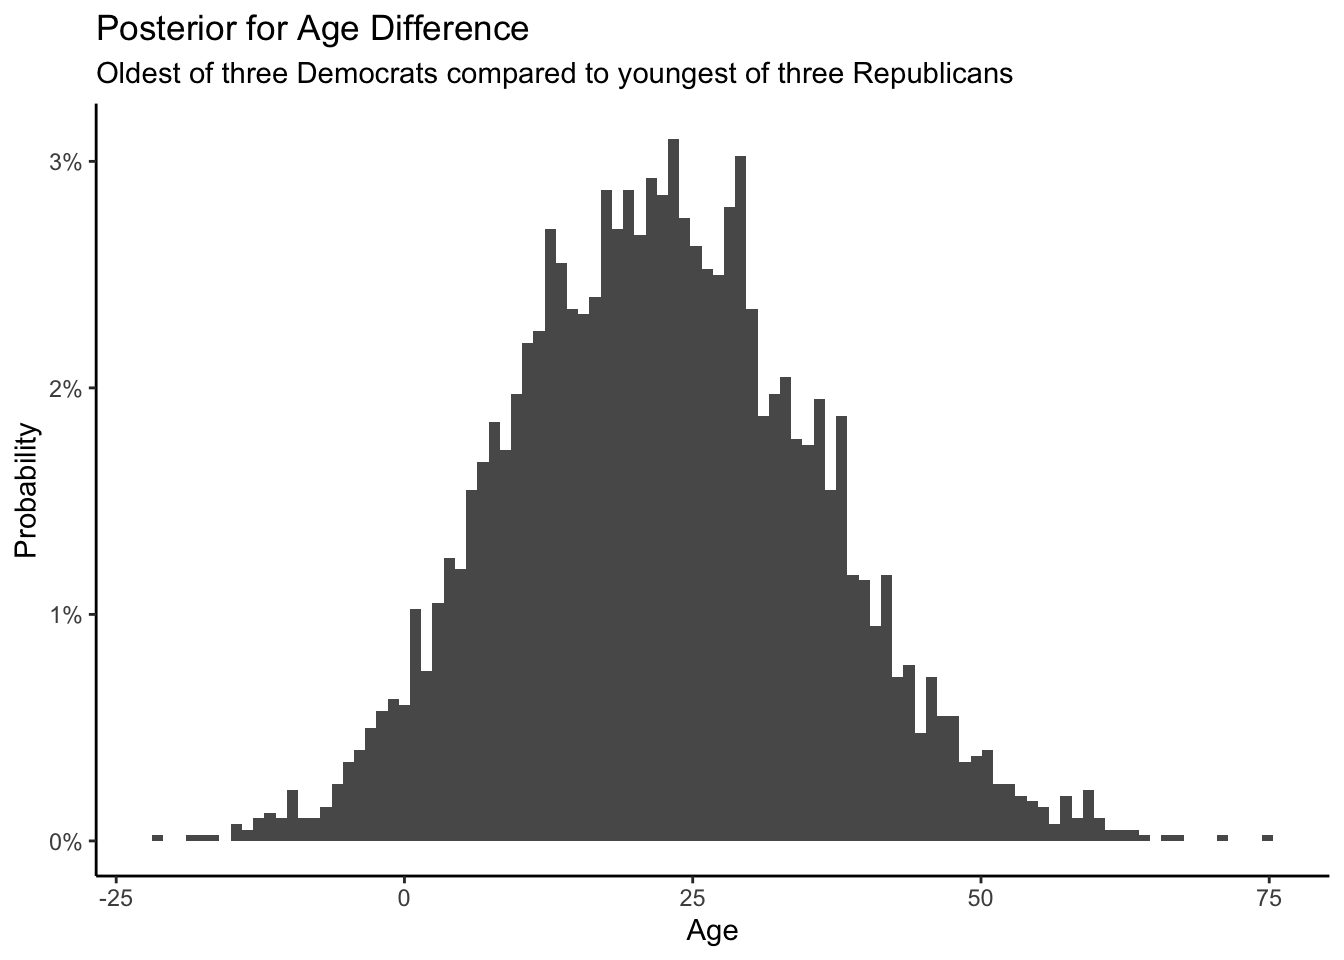 Posterior for Age Difference
Oldest of three Democrats compared to youngest of three Republicans
3%
2%
1%
0%
Probability
-25 0 25 50 75
Age